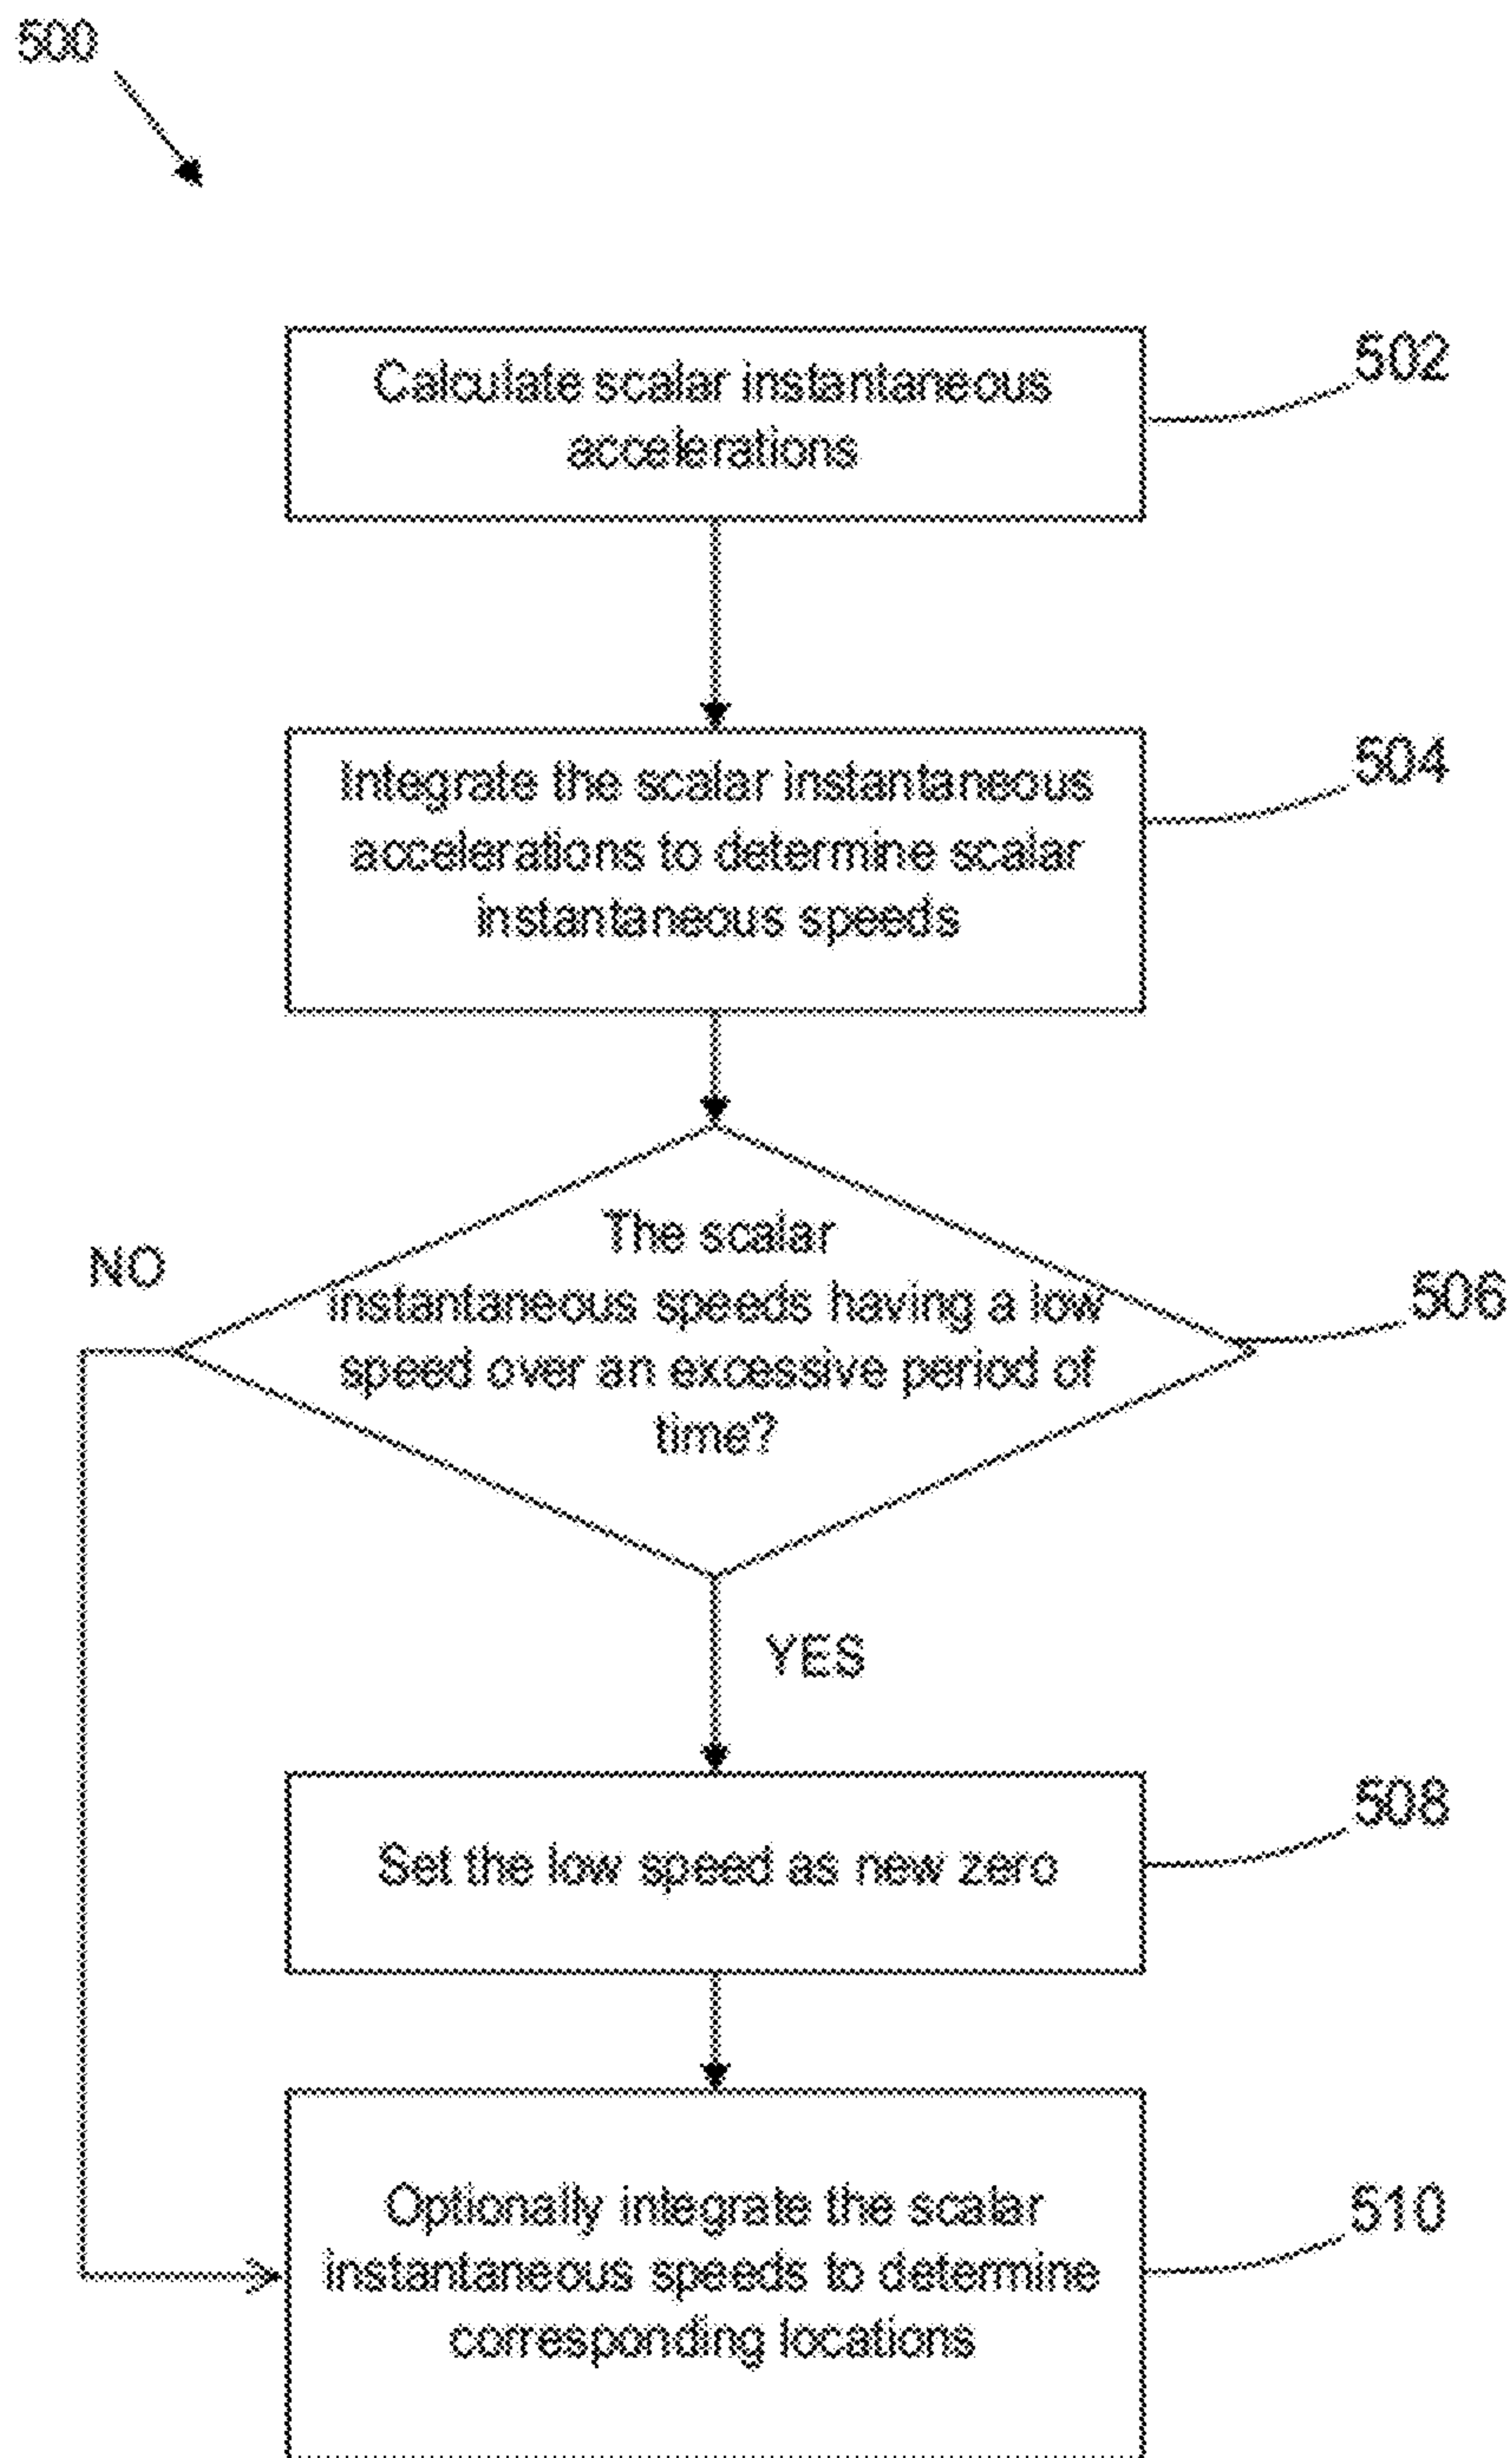 500
Calculate scalar instantaneous
accelerations
502
Integrate the scalar instantaneous
accelerations to determine scalar
instantaneous speeds
504
The scalar
instantaneous speeds having a low
speed over an excessive period of
time?
NO
506
YES
Set the low speed as new zero
508
Optionally integrate the scalar
instantaneous speeds to determine
corresponding locations
510